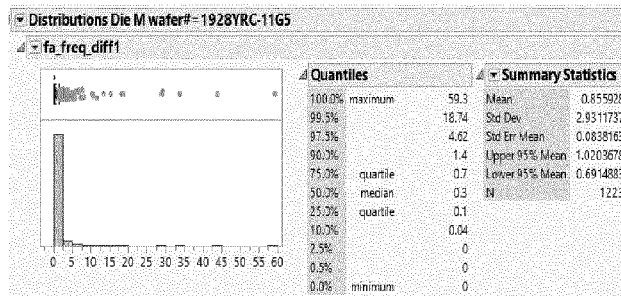 Distributions Die M wafer#=1928YRC-11G5
fa_freq_diff1
Quantiles
100.0% maximum 59.3
99.5% 18.74
97.5% 4.62
90.0% 1.4
75.0% quartile 0.7
50.0% median 0.3
25.0% quartile 0.1
10.0% 0.04
2.5% 0
0.5% 0
0.0% minimum 0
Summary Statistics
Mean 0.855928
Std Dev 2.9311737
Std Err Mean 0.0838163
Upper 95% Mean 1.0203678
Lower 95% Mean 0.6914883
N 1223
0 5 10 15 20 25 30 35 40 45 50 55 60